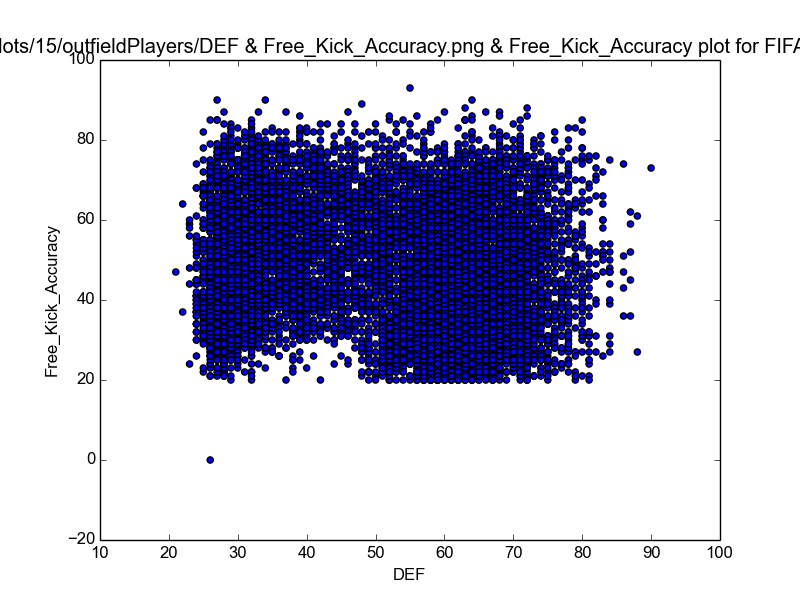 lots/15/outfieldPlayers/DEF & Free_Kick_Accuracy.png & Free_Kick_Accuracy plot for FIFA
100
80
60
40
20
0
−20
Free_Kick_Accuracy
10 20 30 40 50 60 70 80 90 100
DEF